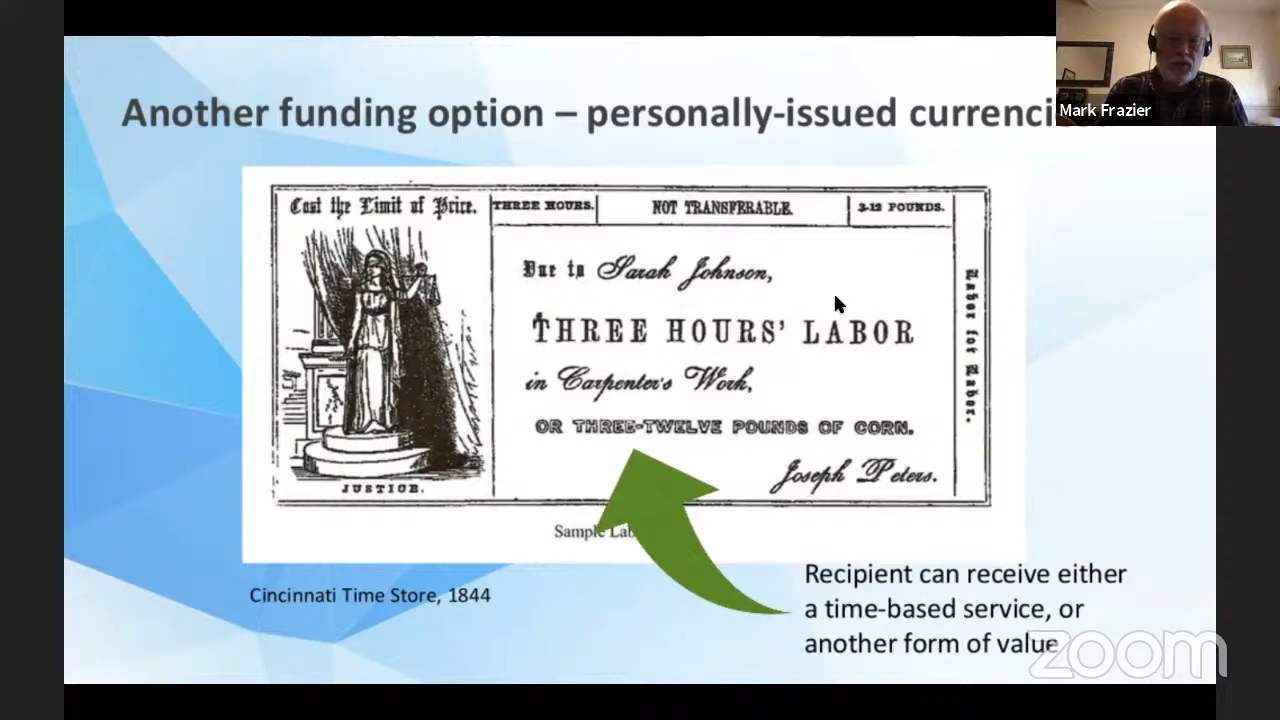 Another funding option – personally-issued currenci
Mark Frazier
Cost the Limit of Price.
THREE HOURS.
NOT TRANSFERABLE.
3-12 POUNDS.
Due to Sarah Johnson,
THREE HOURS' LABOR
in Carpenter's Work,
OR THREE-TWELVE POUNDS OF CORN.
Joseph Peters.
JUSTICE.
Labor for Labor.
Sample
Cincinnati Time Store, 1844
Recipient can receive either
a time-based service, or
another form of value
zoom